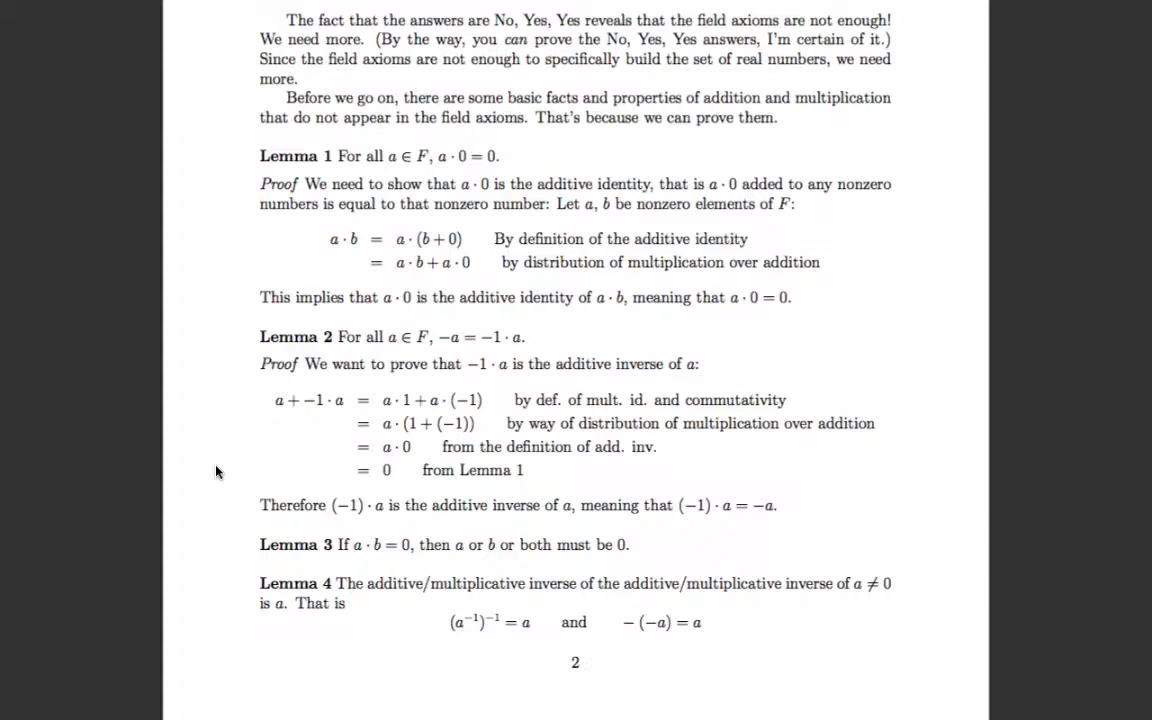 The fact that the answers are No, Yes, Yes reveals that the field axioms are not enough!
We need more. (By the way, you can prove the No, Yes, Yes answers, I'm certain of it.)
Since the field axioms are not enough to specifically build the set of real numbers, we need
more.
Before we go on, there are some basic facts and properties of addition and multiplication
that do not appear in the field axioms. That's because we can prove them.
Lemma 1 For all a ∈ F, a · 0 = 0.
Proof We need to show that a · 0 is the additive identity, that is a · 0 added to any nonzero
numbers is equal to that nonzero number: Let a, b be nonzero elements of F:
a · b = a · (b + 0) By definition of the additive identity
= a · b + a · 0 by distribution of multiplication over addition
This implies that a · 0 is the additive identity of a · b, meaning that a · 0 = 0.
Lemma 2 For all a ∈ F, −a = −1 · a.
Proof We want to prove that −1 · a is the additive inverse of a:
a + −1 · a = a · 1 + a · (−1) by def. of mult. id. and commutativity
= a · (1 + (−1)) by way of distribution of multiplication over addition
= a · 0 from the definition of add. inv.
= 0 from Lemma 1
Therefore (−1) · a is the additive inverse of a, meaning that (−1) · a = −a.
Lemma 3 If a · b = 0, then a or b or both must be 0.
Lemma 4 The additive/multiplicative inverse of the additive/multiplicative inverse of a ≠ 0
is a. That is
(a⁻¹)⁻¹ = a and − (−a) = a
2